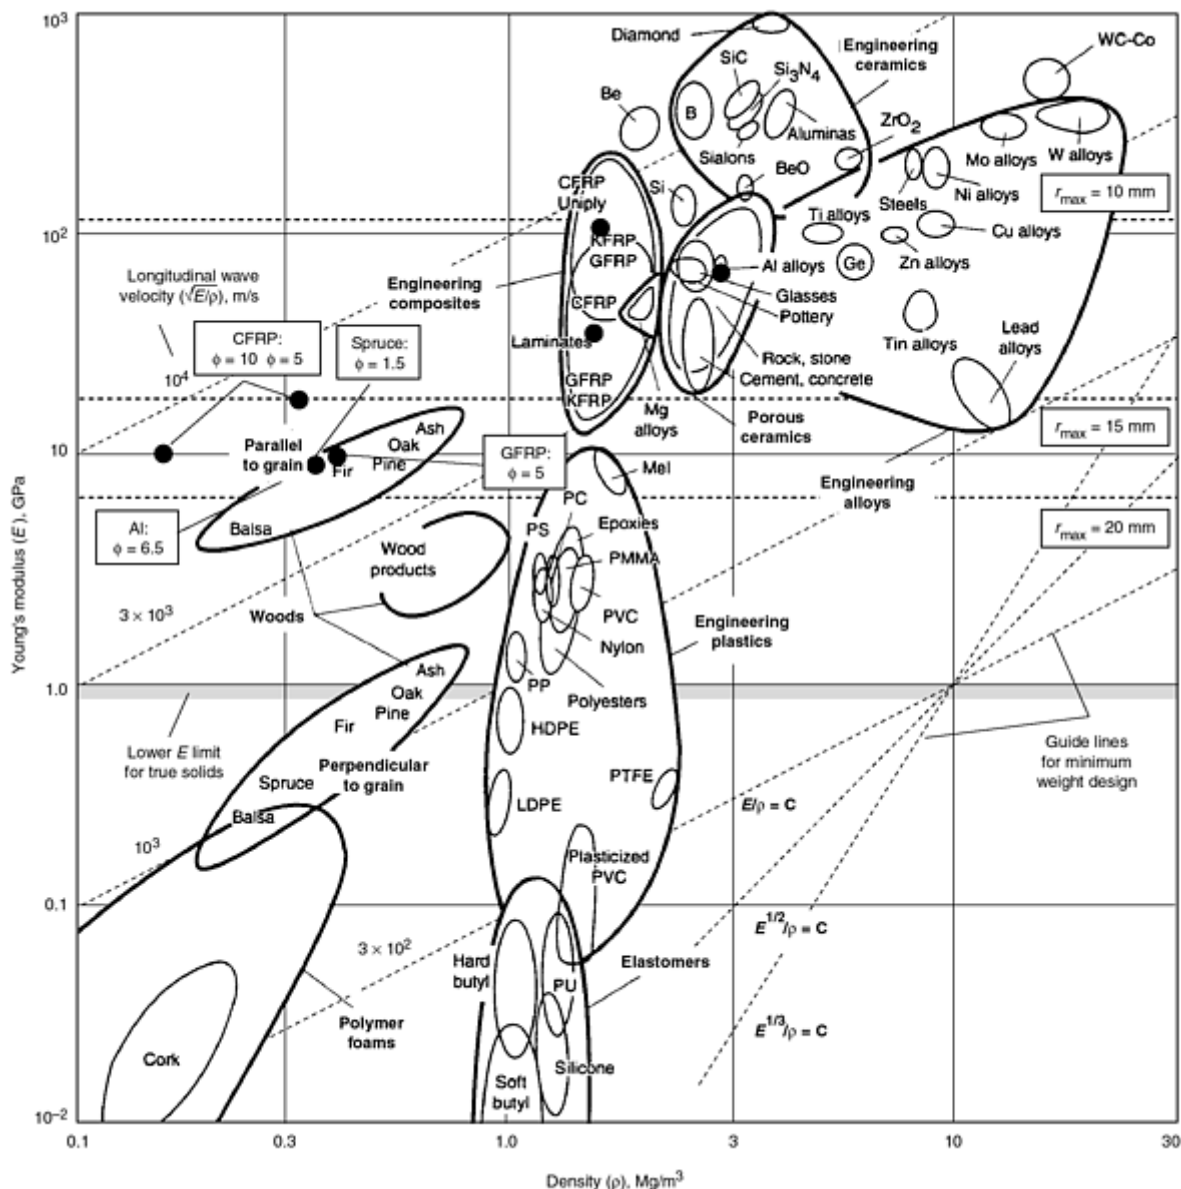 10³
Diamond
Engineering
ceramics
WC-Co
SiC
Si₃N₄
Be
B
Aluminas
ZrO₂
Sialons
BeO
Mo alloys
W alloys
Si
CFRP
Uniply
Steels
Ni alloys
r_max = 10 mm
Ti alloys
Cu alloys
10²
KFRP
GFRP
Al alloys
Ge
Zn alloys
Longitudinal wave
velocity (√E/ρ), m/s
Engineering
composites
Glasses
Pottery
CFRP
Laminates
CFRP:
ϕ = 10 ϕ = 5
Spruce:
ϕ = 1.5
Tin alloys
Lead
alloys
Rock, stone
Cement, concrete
10⁴
GFRP
KFRP
Mg
alloys
Porous
ceramics
r_max = 15 mm
Ash
Oak
Pine
Fir
Parallel
to grain
GFRP:
ϕ = 5
10
Mel
Engineering
alloys
PC
Al:
ϕ = 6.5
Balsa
PS
Epoxies
r_max = 20 mm
Wood
products
PMMA
3 × 10³
Woods
PVC
Nylon
Engineering
plastics
Young's modulus (E), GPa
Ash
Oak
Pine
Fir
PP
Polyesters
1.0
HDPE
Lower E limit
for true solids
Perpendicular
to grain
Guide lines
for minimum
weight design
Spruce
PTFE
LDPE
E/ρ = C
Balsa
10³
Plasticized
PVC
0.1
3 × 10²
E^1/2/ρ = C
Hard
butyl
Elastomers
PU
Polymer
foams
E^1/3/ρ = C
Cork
Silicone
Soft
butyl
10⁻²
0.1 0.3 1.0 3 10 30
Density (ρ), Mg/m³